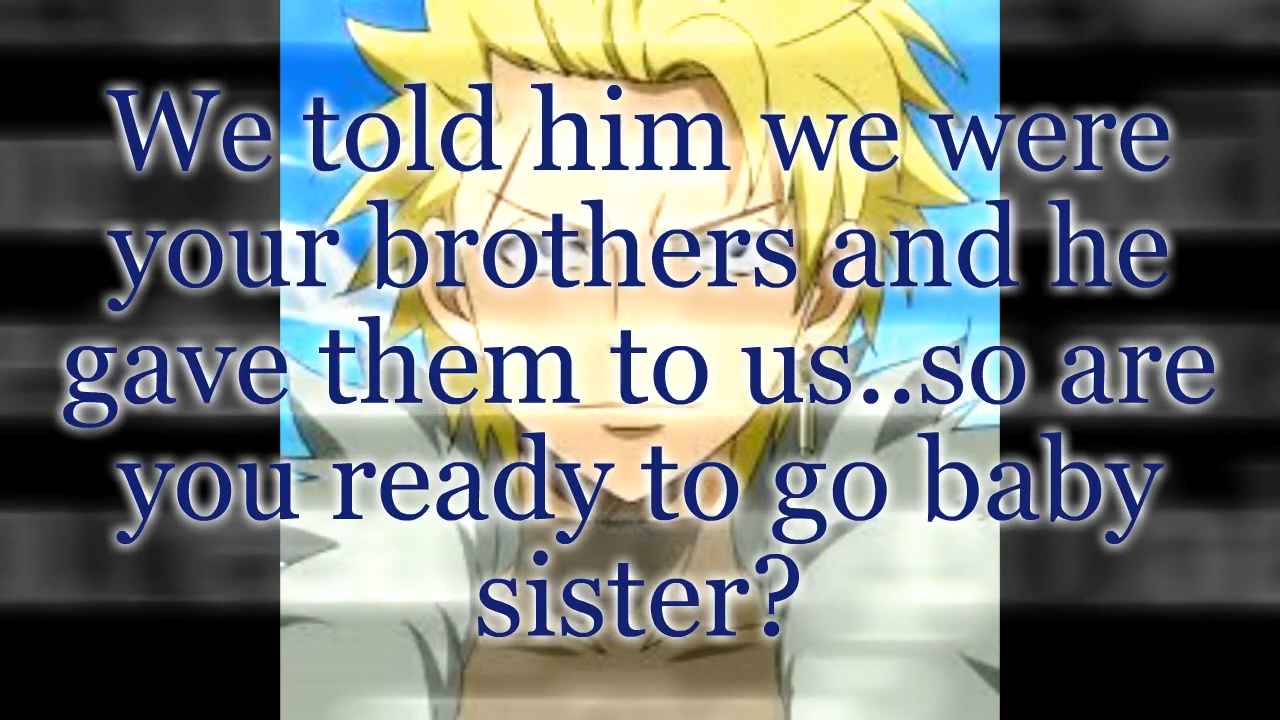 We told him we were
your brothers and he
gave them to us..so are
you ready to go baby
sister?